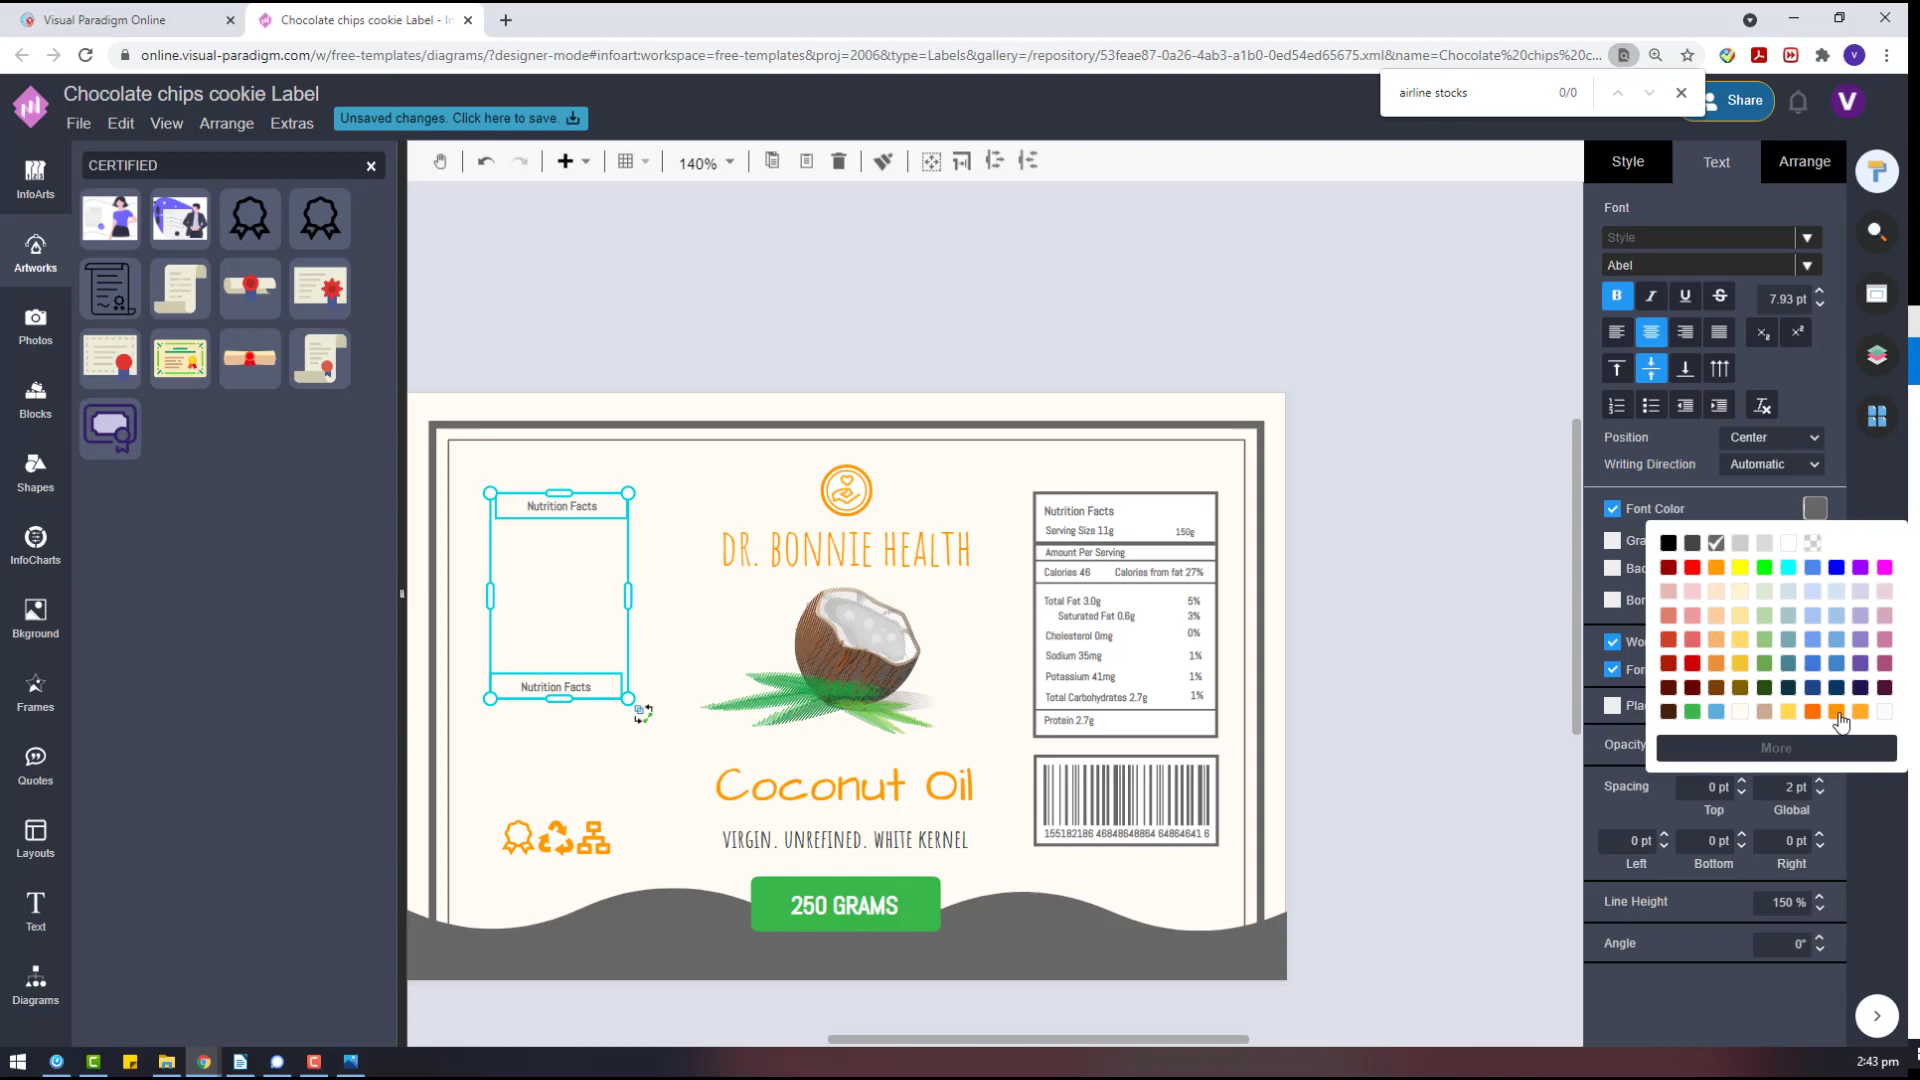 Visual Paradigm Online
Chocolate chips cookie Label - In
online.visual-paradigm.com/w/free-templates/diagrams/?designer-mode#infoart:workspace=free-templates&proj=2006&type=Labels&gallery=/repository/53feae87-0a26-4ab3-a1b0-0ed54ed65675.xml&name=Chocolate%20chips%20c...
V
airline stocks
0/0
Chocolate chips cookie Label
Share
V
File Edit View Arrange Extras
Unsaved changes. Click here to save.
CERTIFIED
140%
Style Text Arrange
InfoArts
Artworks
Photos
Blocks
Shapes
InfoCharts
Bkground
Frames
Quotes
Layouts
Text
Diagrams
Nutrition Facts
Nutrition Facts
DR. BONNIE HEALTH
Coconut Oil
VIRGIN. UNREFINED. WHITE KERNEL
250 GRAMS
Nutrition Facts
Serving Size 11g 150g
Amount Per Serving
Calories 46 Calories from fat 27%
Total Fat 3.0g 5%
Saturated Fat 0.6g 3%
Cholesterol 0mg 0%
Sodium 35mg 1%
Potassium 41mg 1%
Total Carbohydrates 2.7g 1%
Protein 2.7g
155182186 46848648864 64864641 6
Font
Style
Abel
B I U S 7.93 pt
Position Center
Writing Direction Automatic
Font Color
Gra
Bac
Bor
Wor
For
Pla
Opacity
More
Spacing 0 pt 2 pt
Top Global
0 pt 0 pt 0 pt
Left Bottom Right
Line Height 150 %
Angle 0°
2:43 pm